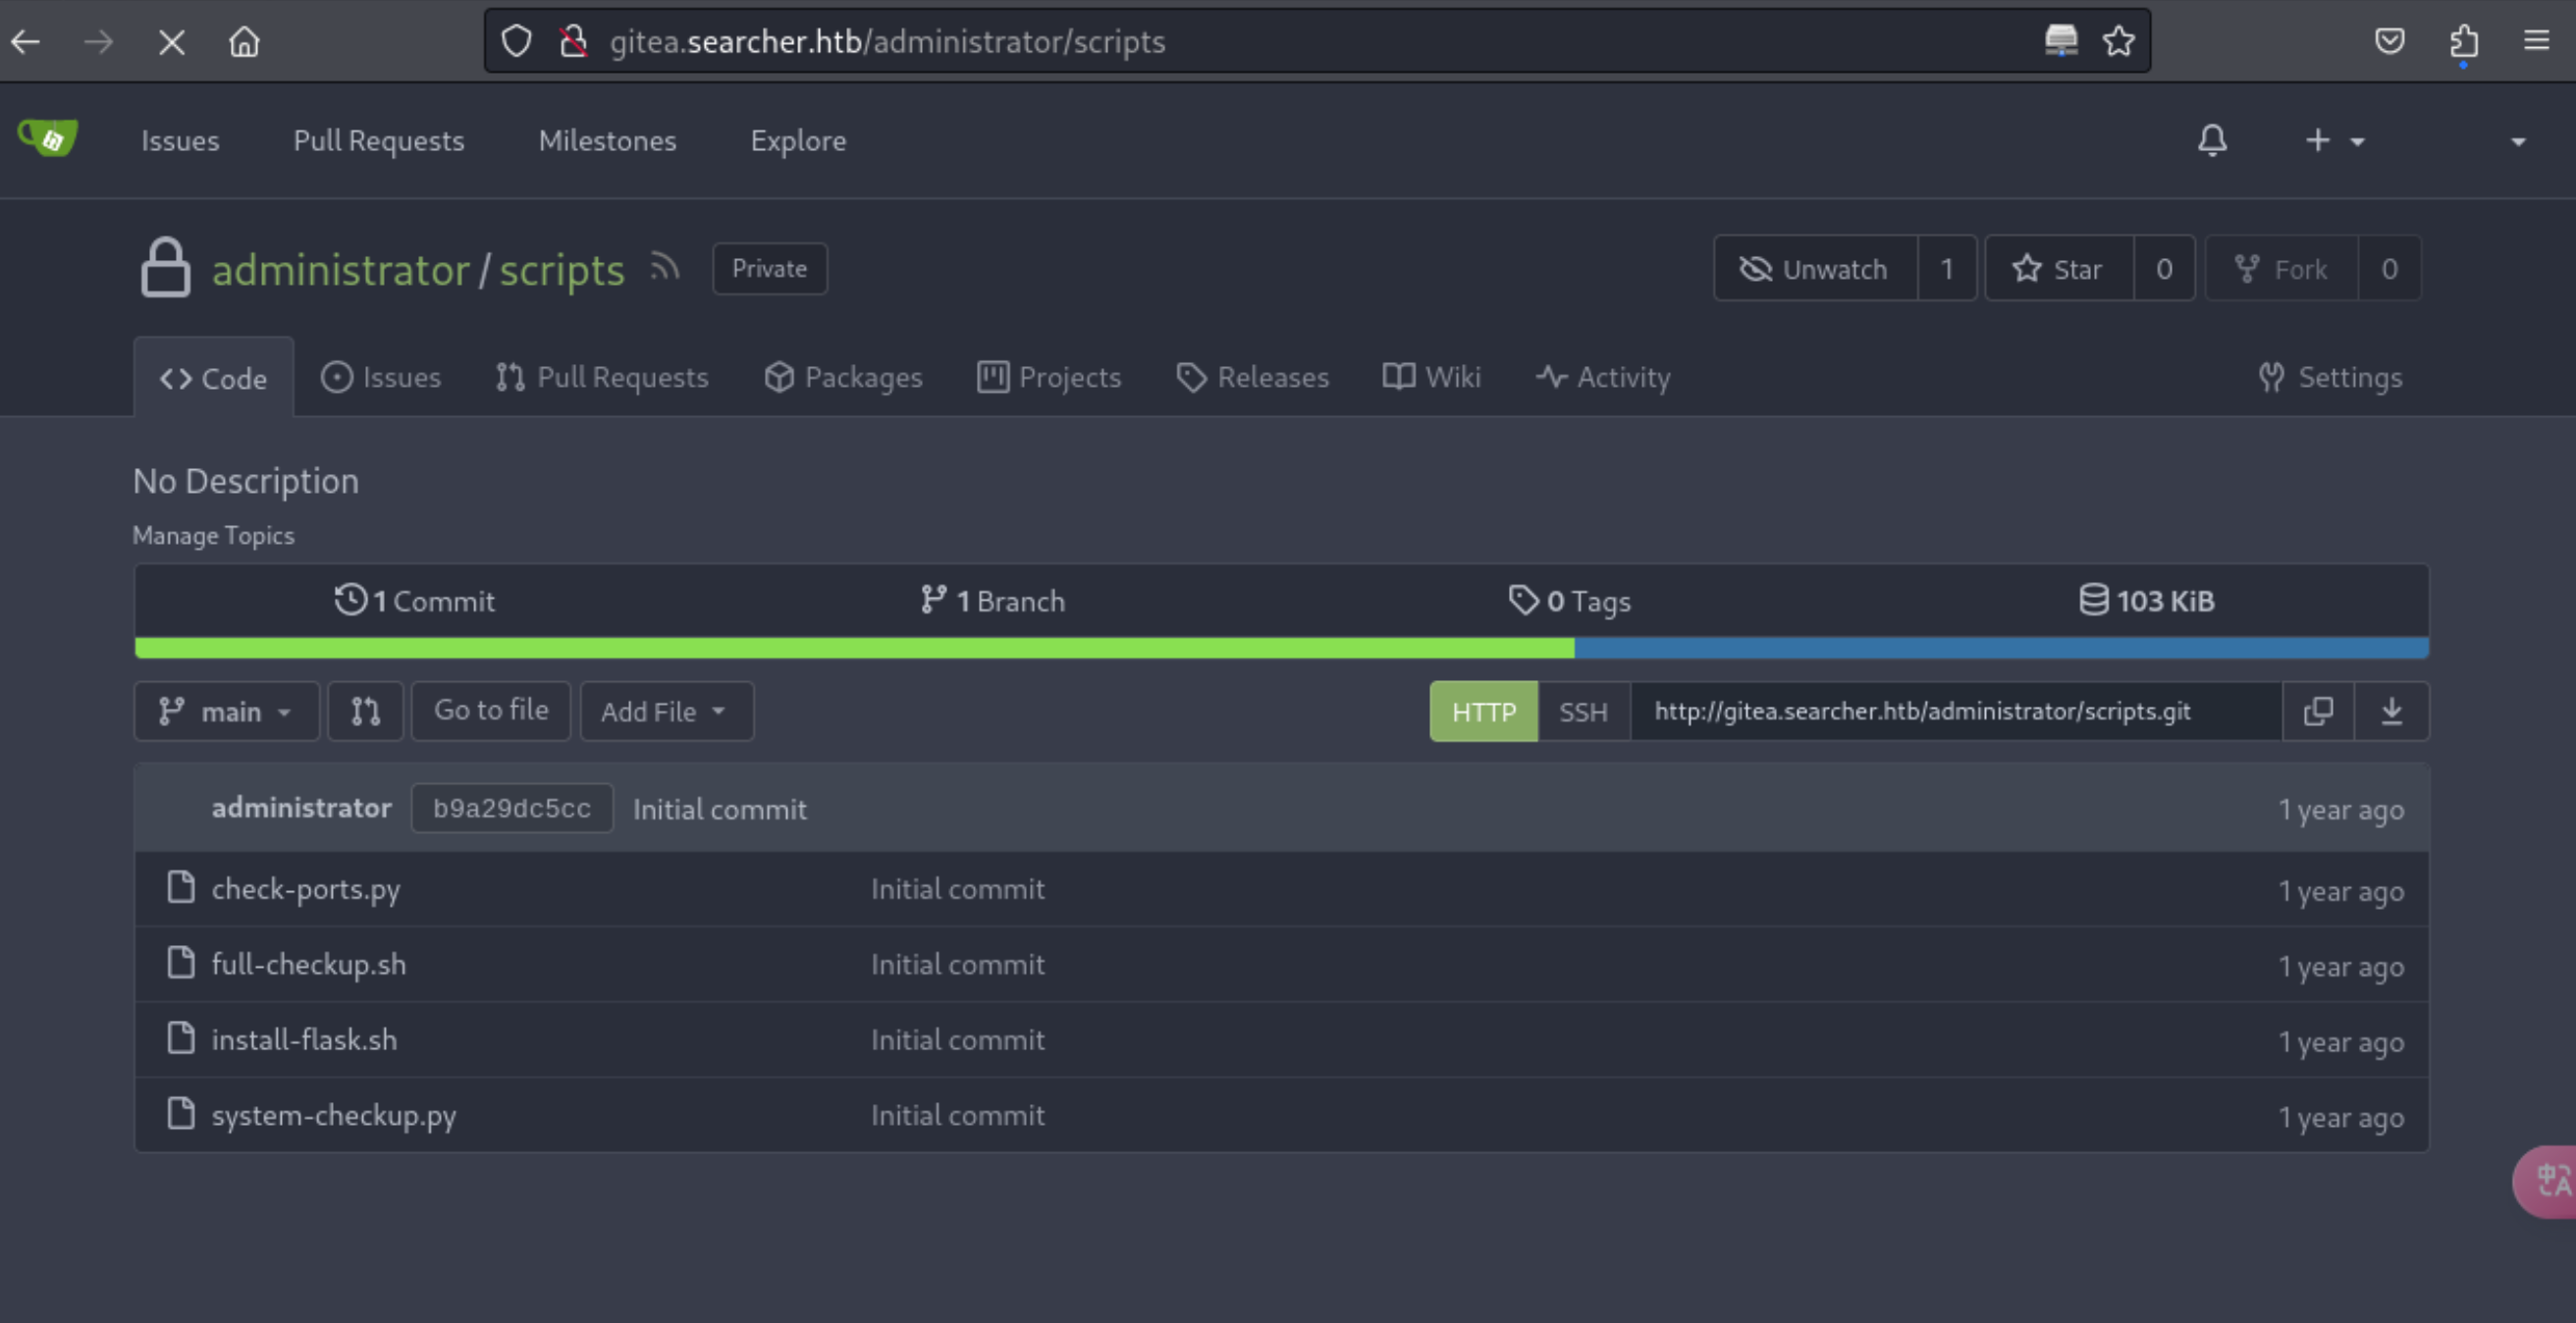 gitea.searcher.htb/administrator/scripts
Issues Pull Requests Milestones Explore
administrator / scripts Private Unwatch 1 Star 0 Fork 0
Code Issues Pull Requests Packages Projects Releases Wiki Activity Settings
No Description
Manage Topics
1 Commit 1 Branch 0 Tags 103 KiB
main Go to file Add File HTTP SSH http://gitea.searcher.htb/administrator/scripts.git
administrator b9a29dc5cc Initial commit 1 year ago
check-ports.py Initial commit 1 year ago
full-checkup.sh Initial commit 1 year ago
install-flask.sh Initial commit 1 year ago
system-checkup.py Initial commit 1 year ago
中A